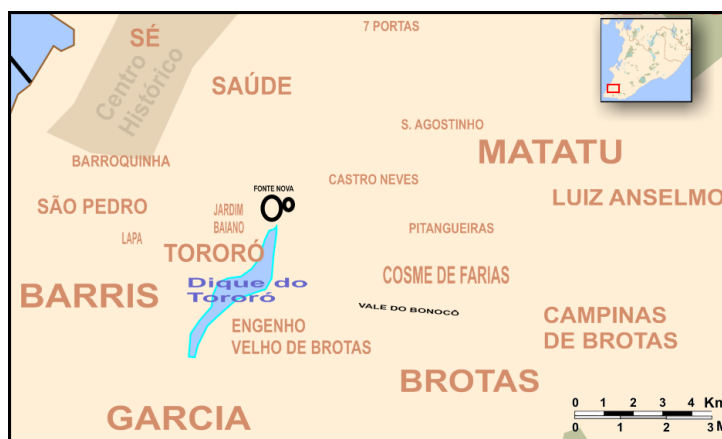 7 PORTAS
SÉ
Centro
Histórico
SAÚDE
S. AGOSTINHO
MATATU
BARROQUINHA
CASTRO NEVES
LUIZ ANSELMO
FONTE NOVA
SÃO PEDRO
JARDIM
BAIANO
LAPA
PITANGUEIRAS
TORORÓ
COSME DE FARIAS
Dique do
Tororó
BARRIS
VALE DO BONOCÔ
CAMPINAS
DE BROTAS
ENGENHO
VELHO DE BROTAS
BROTAS
GARCIA
0 1 2 3 4 Km
0 1 2 3 M